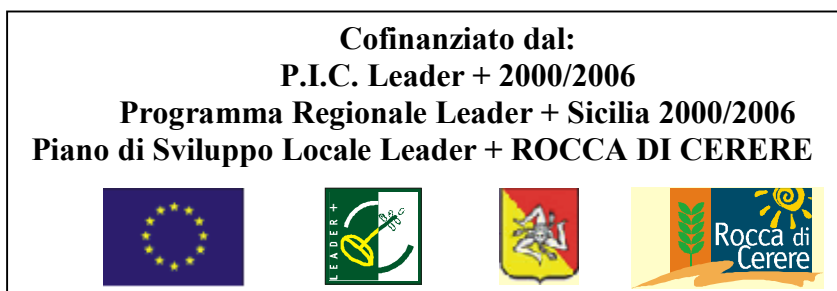 Cofinanziato dal:
P.I.C. Leader + 2000/2006
Programma Regionale Leader + Sicilia 2000/2006
Piano di Sviluppo Locale Leader + ROCCA DI CERERE
LEADER+
Rocca di
Cerere